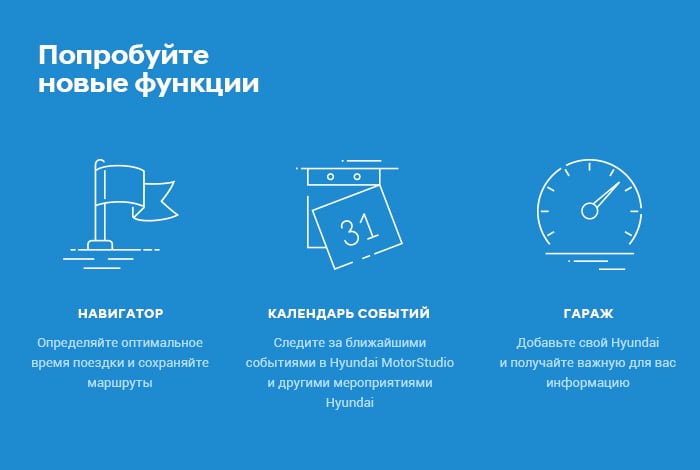 Попробуйте
новые функции
31
НАВИГАТОР
Определяйте оптимальное
время поездки и сохраняйте
маршруты
КАЛЕНДАРЬ СОБЫТИЙ
Следите за ближайшими
событиями в Hyundai MotorStudio
и другими мероприятиями
Hyundai
ГАРАЖ
Добавьте свой Hyundai
и получайте важную для вас
информацию